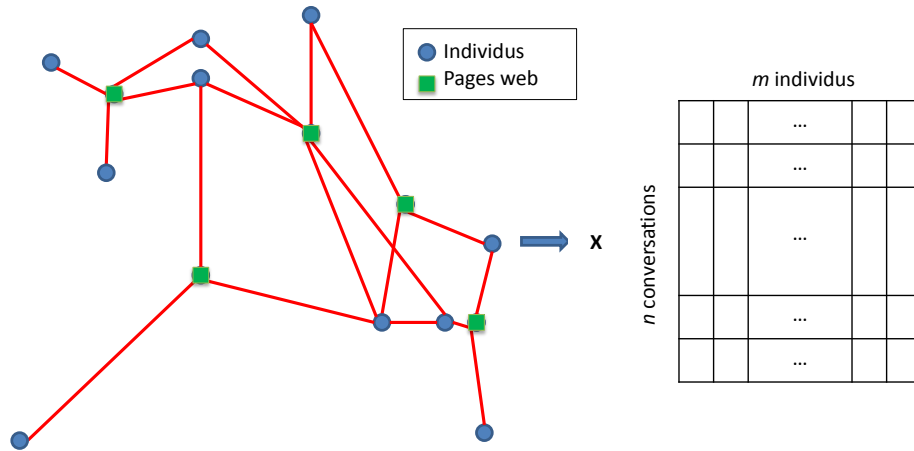 Individus
Pages web
m individus
...
...
n conversations
...
X
...
...